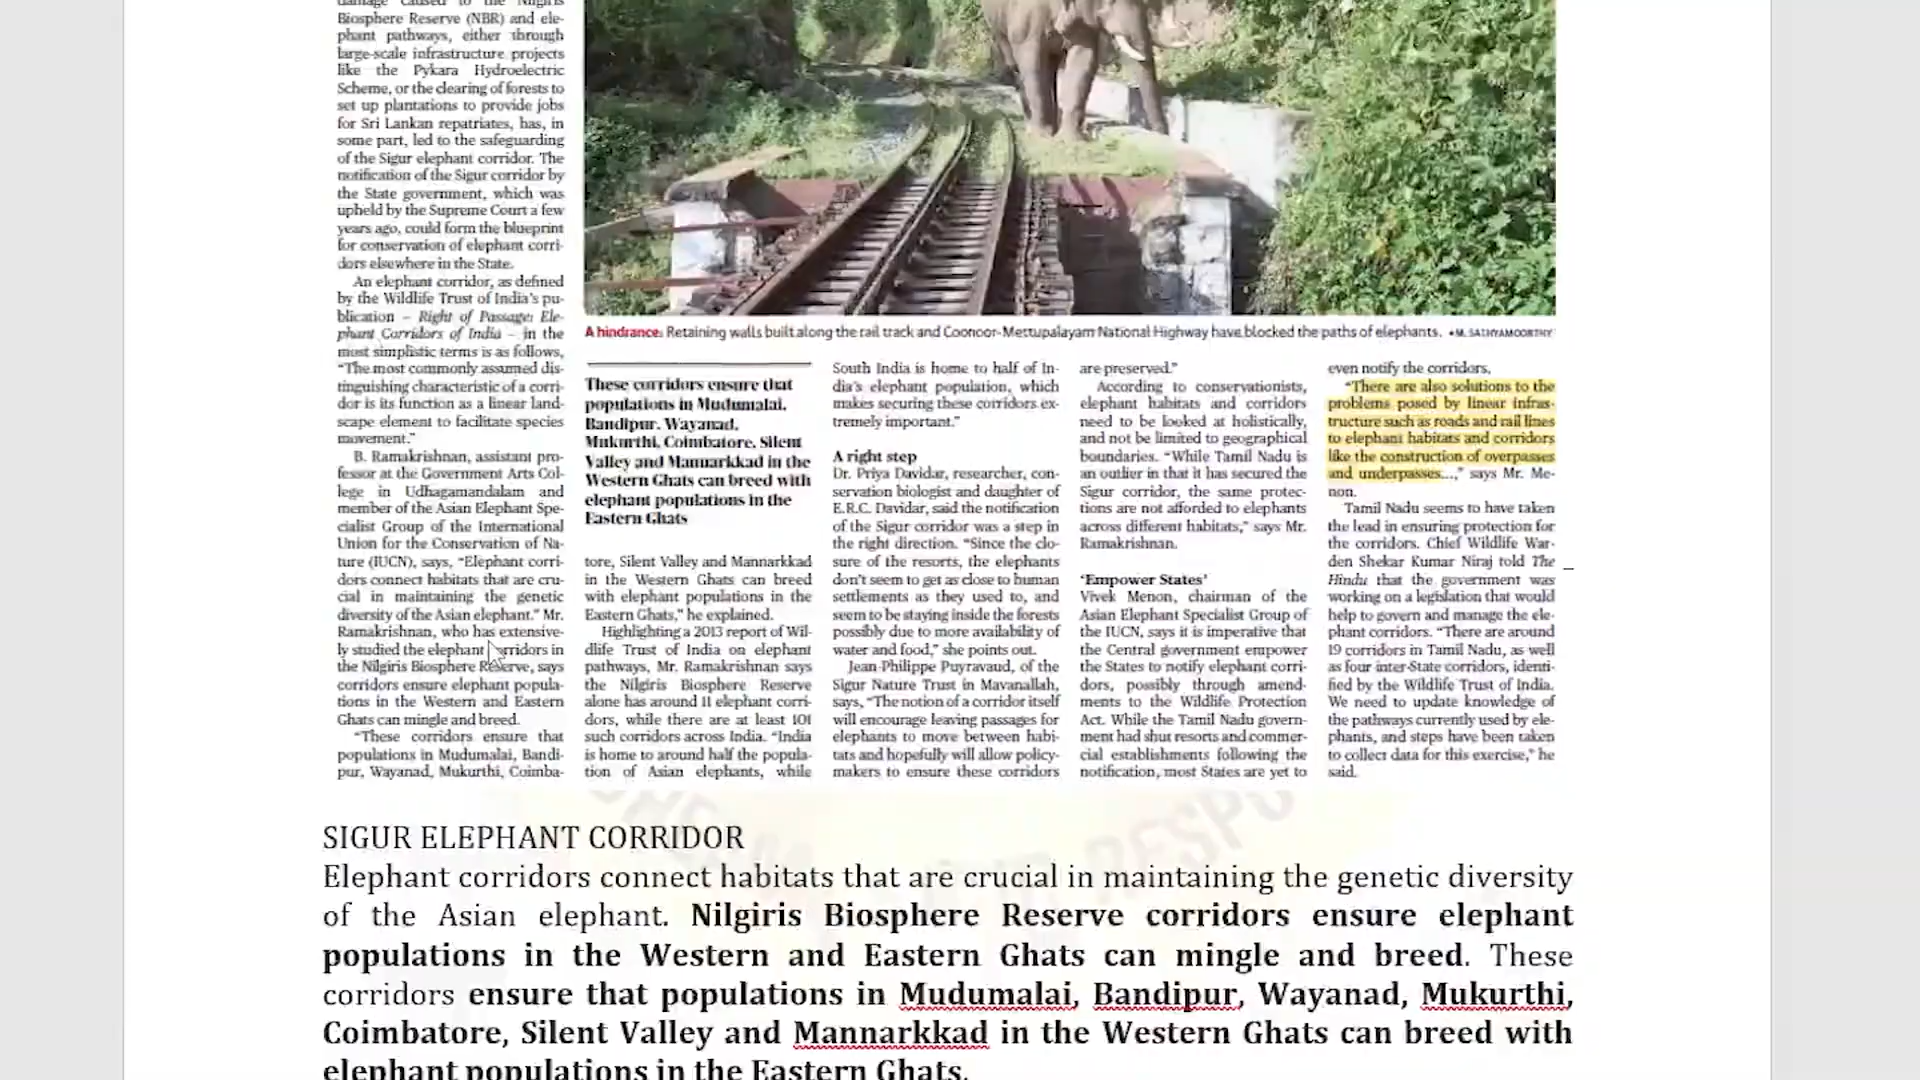 damage caused to the Nilgiris
Biosphere Reserve (NBR) and ele-
phant pathways, either through
large-scale infrastructure projects
like the Pykara Hydroelectric
Scheme, or the clearing of forests to
set up plantations to provide jobs
for Sri Lankan repatriates, has, in
some part, led to the safeguarding
of the Sigur elephant corridor. The
notification of the Sigur corridor by
the State government, which was
upheld by the Supreme Court a few
years ago, could form the blueprint
for conservation of elephant corri-
dors elsewhere in the State.
An elephant corridor, as defined
by the Wildlife Trust of India's pu-
blication – Right of Passage: Ele-
phant Corridors of India – in the
most simplistic terms is as follows,
"The most commonly assumed dis-
tinguishing characteristic of a corri-
dor is its function as a linear land-
scape element to facilitate species
movement."
B. Ramakrishnan, assistant pro-
fessor at the Government Arts Col-
lege in Udhagamandalam and
member of the Asian Elephant Spe-
cialist Group of the International
Union for the Conservation of Na-
ture (IUCN), says, "Elephant corri-
dors connect habitats that are cru-
cial in maintaining the genetic
diversity of the Asian elephant." Mr.
Ramakrishnan, who has extensive-
ly studied the elephant corridors in
the Nilgiris Biosphere Reserve, says
corridors ensure elephant popula-
tions in the Western and Eastern
Ghats can mingle and breed.
"These corridors ensure that
populations in Mudumalai, Bandi-
pur, Wayanad, Mukurthi, Coimba-
A hindrance: Retaining walls built along the rail track and Coonoor-Mettupalayam National Highway have blocked the paths of elephants. •M. SATHYAMOORTHY
These corridors ensure that
populations in Mudumalai,
Bandipur, Wayanad,
Mukurthi, Coimbatore, Silent
Valley and Mannarkkad in the
Western Ghats can breed with
elephant populations in the
Eastern Ghats
tore, Silent Valley and Mannarkkad
in the Western Ghats can breed
with elephant populations in the
Eastern Ghats," he explained.
Highlighting a 2013 report of Wil-
dlife Trust of India on elephant
pathways, Mr. Ramakrishnan says
the Nilgiris Biosphere Reserve
alone has around 11 elephant corri-
dors, while there are at least 101
such corridors across India. "India
is home to around half the popula-
tion of Asian elephants, while
South India is home to half of In-
dia's elephant population, which
makes securing these corridors ex-
tremely important."
A right step
Dr. Priya Davidar, researcher, con-
servation biologist and daughter of
E.R.C. Davidar, said the notification
of the Sigur corridor was a step in
the right direction. "Since the clo-
sure of the resorts, the elephants
don't seem to get as close to human
settlements as they used to, and
seem to be staying inside the forests
possibly due to more availability of
water and food," she points out.
Jean-Philippe Puyravaud, of the
Sigur Nature Trust in Mavanallah,
says, "The notion of a corridor itself
will encourage leaving passages for
elephants to move between habi-
tats and hopefully will allow policy-
makers to ensure these corridors
are preserved."
According to conservationists,
elephant habitats and corridors
need to be looked at holistically,
and not be limited to geographical
boundaries. "While Tamil Nadu is
an outlier in that it has secured the
Sigur corridor, the same protec-
tions are not afforded to elephants
across different habitats," says Mr.
Ramakrishnan.
'Empower States'
Vivek Menon, chairman of the
Asian Elephant Specialist Group of
the IUCN, says it is imperative that
the Central government empower
the States to notify elephant corri-
dors, possibly through amend-
ments to the Wildlife Protection
Act. While the Tamil Nadu govern-
ment had shut resorts and commer-
cial establishments following the
notification, most States are yet to
even notify the corridors.
"There are also solutions to the
problems posed by linear infras-
tructure such as roads and rail lines
to elephant habitats and corridors
like the construction of overpasses
and underpasses...," says Mr. Me-
non.
Tamil Nadu seems to have taken
the lead in ensuring protection for
the corridors. Chief Wildlife War-
den Shekar Kumar Niraj told The
Hindu that the government was
working on a legislation that would
help to govern and manage the ele-
phant corridors. "There are around
19 corridors in Tamil Nadu, as well
as four inter-State corridors, identi-
fied by the Wildlife Trust of India.
We need to update knowledge of
the pathways currently used by ele-
phants, and steps have been taken
to collect data for this exercise," he
said.
SIGUR ELEPHANT CORRIDOR
Elephant corridors connect habitats that are crucial in maintaining the genetic diversity
of the Asian elephant. Nilgiris Biosphere Reserve corridors ensure elephant
populations in the Western and Eastern Ghats can mingle and breed. These
corridors ensure that populations in Mudumalai, Bandipur, Wayanad, Mukurthi,
Coimbatore, Silent Valley and Mannarkkad in the Western Ghats can breed with
elephant populations in the Eastern Ghats.